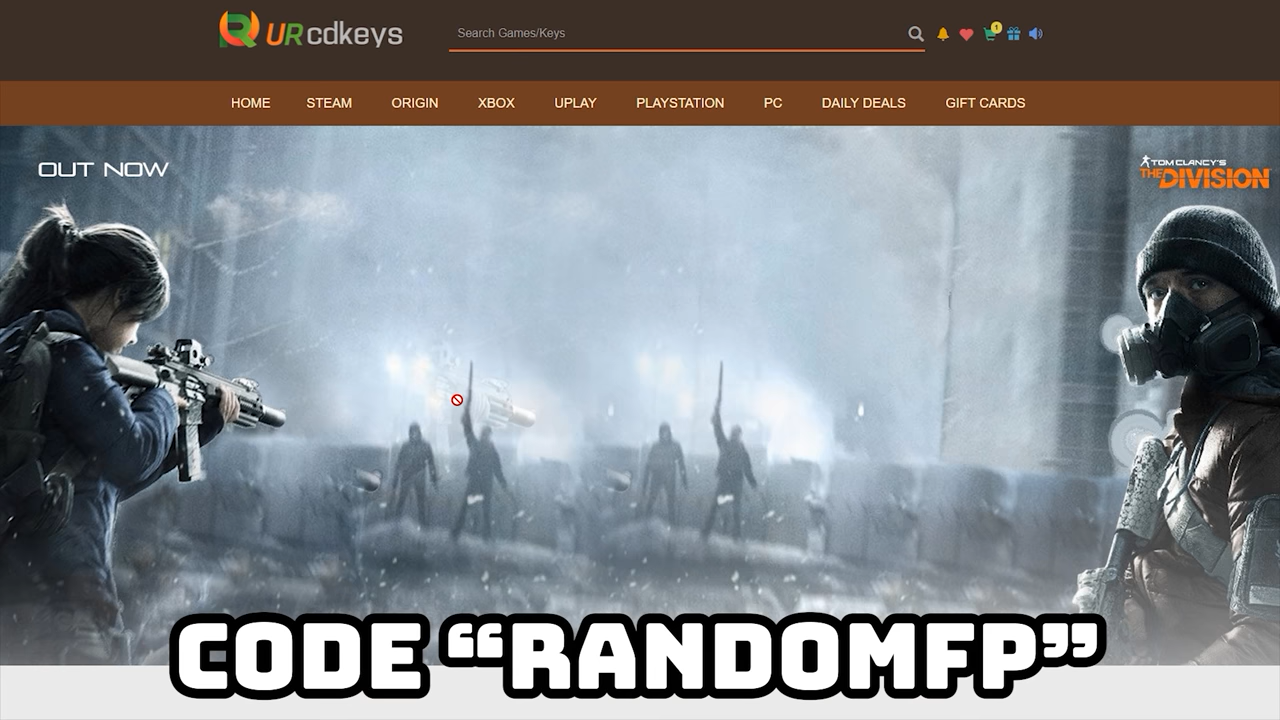 URcdkeys
Search Games/Keys
1
HOME STEAM ORIGIN XBOX UPLAY PLAYSTATION PC DAILY DEALS GIFT CARDS
OUT NOW
TOM CLANCY'S
THE DIVISION
CODE “RANDOMFP”